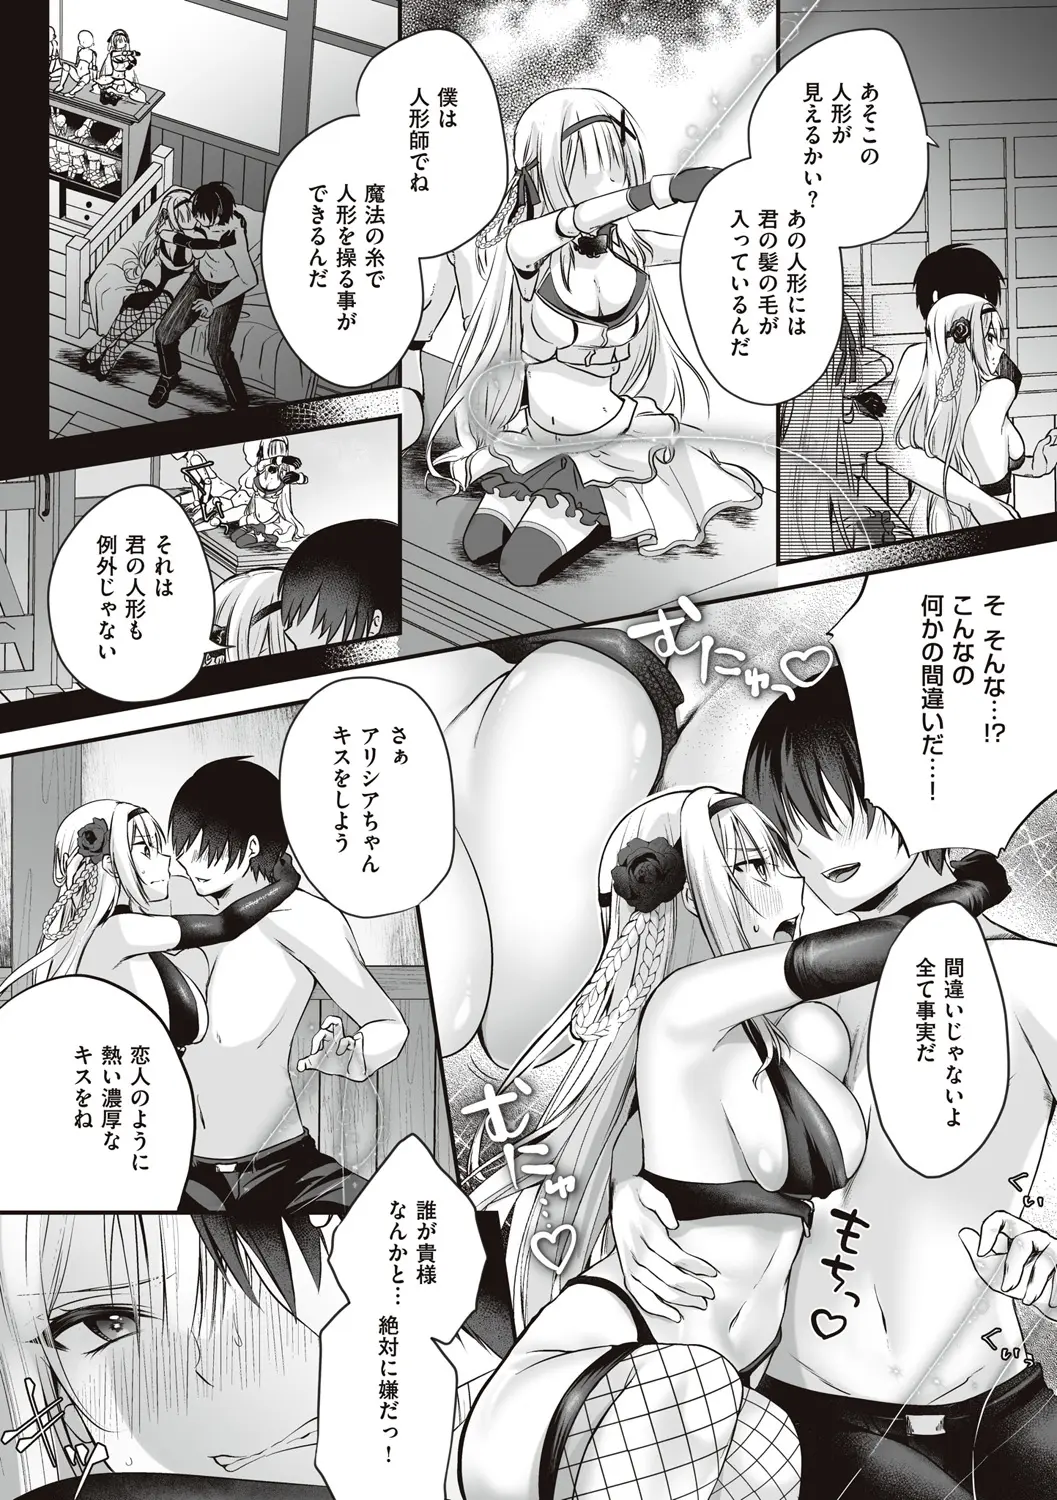 あそこの
人形が
見えるかい？
あの人形には
君の髪の毛が
入っているんだ
僕は
人形師でね
魔法の糸で
人形を操る事が
できるんだ
それは
君の人形も
例外じゃない
そ そんな…!?
こんなの
何かの間違いだ…！
むにゅっ♡
間違いじゃないよ
全て事実だ
むにゅ…♡
もちっ♡
くいっ
くいっ
さぁ
アリシアちゃん
キスをしよう
恋人のように
熱い濃厚な
キスをね
誰が貴様
なんかと…
絶対に嫌だっ！